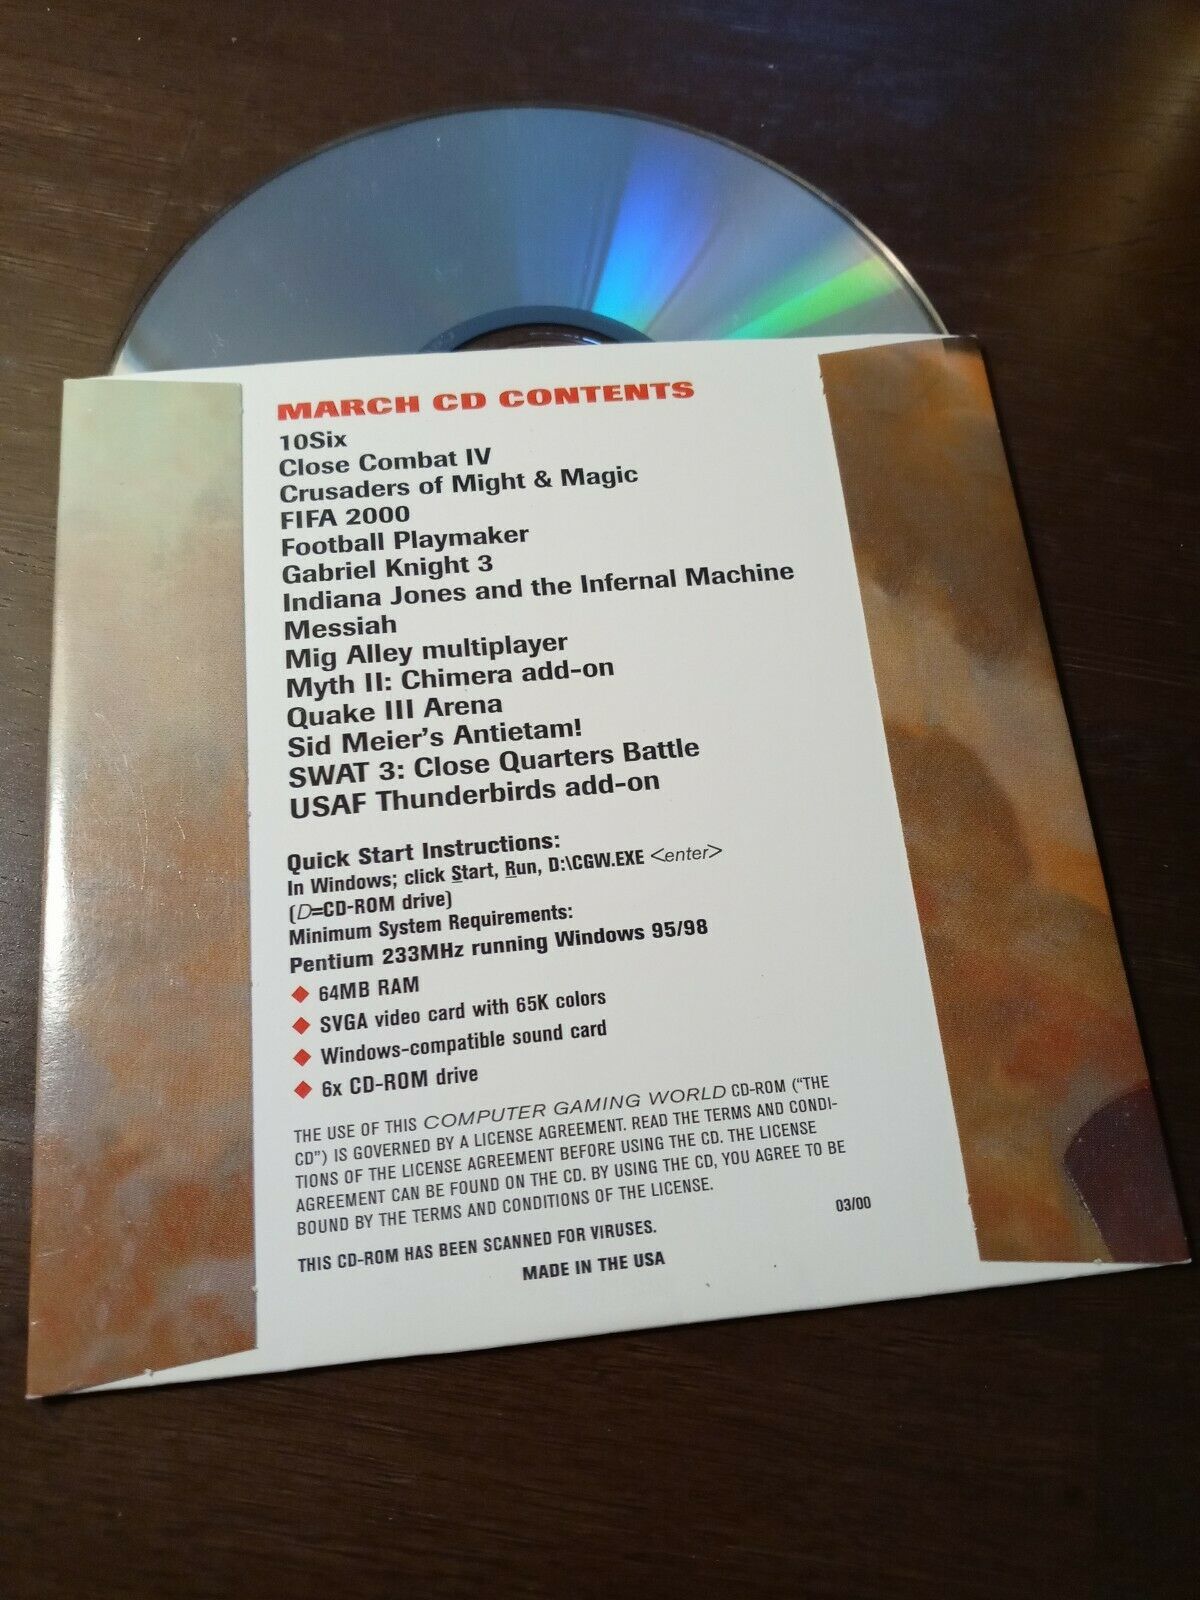 MARCH CD CONTENTS
10Six
Close Combat IV
Crusaders of Might & Magic
FIFA 2000
Football Playmaker
Gabriel Knight 3
Indiana Jones and the Infernal Machine
Messiah
Mig Alley multiplayer
Myth II: Chimera add-on
Quake III Arena
Sid Meier's Antietam!
SWAT 3: Close Quarters Battle
USAF Thunderbirds add-on
Quick Start Instructions:
In Windows; click Start, Run, D:\CGW.EXE <enter>
(D=CD-ROM drive)
Minimum System Requirements:
Pentium 233MHz running Windows 95/98
◆ 64MB RAM
◆ SVGA video card with 65K colors
◆ Windows-compatible sound card
◆ 6x CD-ROM drive
THE USE OF THIS COMPUTER GAMING WORLD CD-ROM ("THE
CD") IS GOVERNED BY A LICENSE AGREEMENT. READ THE TERMS AND CONDI-
TIONS OF THE LICENSE AGREEMENT BEFORE USING THE CD. THE LICENSE
AGREEMENT CAN BE FOUND ON THE CD. BY USING THE CD, YOU AGREE TO BE
BOUND BY THE TERMS AND CONDITIONS OF THE LICENSE.
03/00
THIS CD-ROM HAS BEEN SCANNED FOR VIRUSES.
MADE IN THE USA